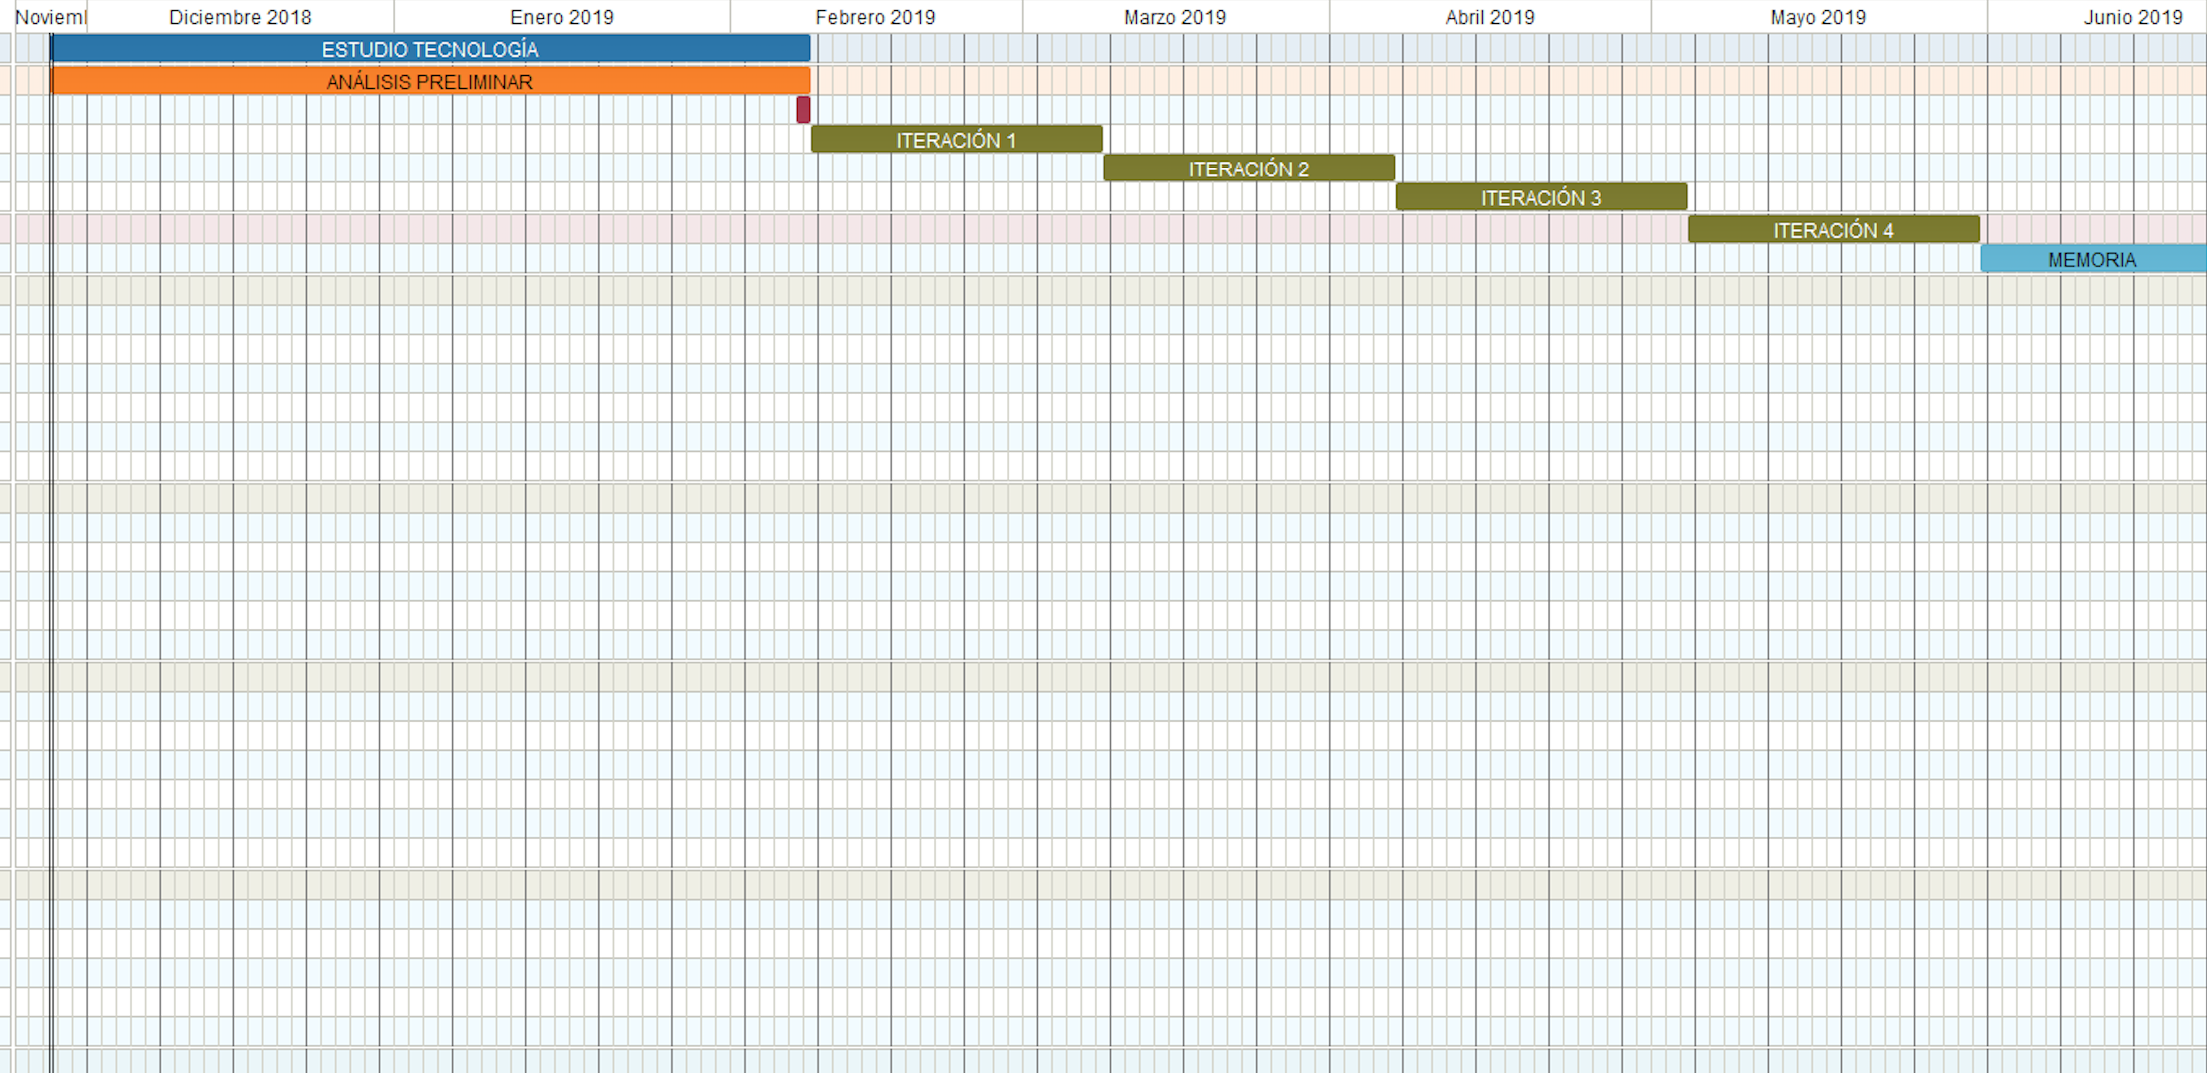 Noviem Diciembre 2018 Enero 2019 Febrero 2019 Marzo 2019 Abril 2019 Mayo 2019 Junio 2019
ESTUDIO TECNOLOGÍA
ANÁLISIS PRELIMINAR
ITERACIÓN 1
ITERACIÓN 2
ITERACIÓN 3
ITERACIÓN 4
MEMORIA